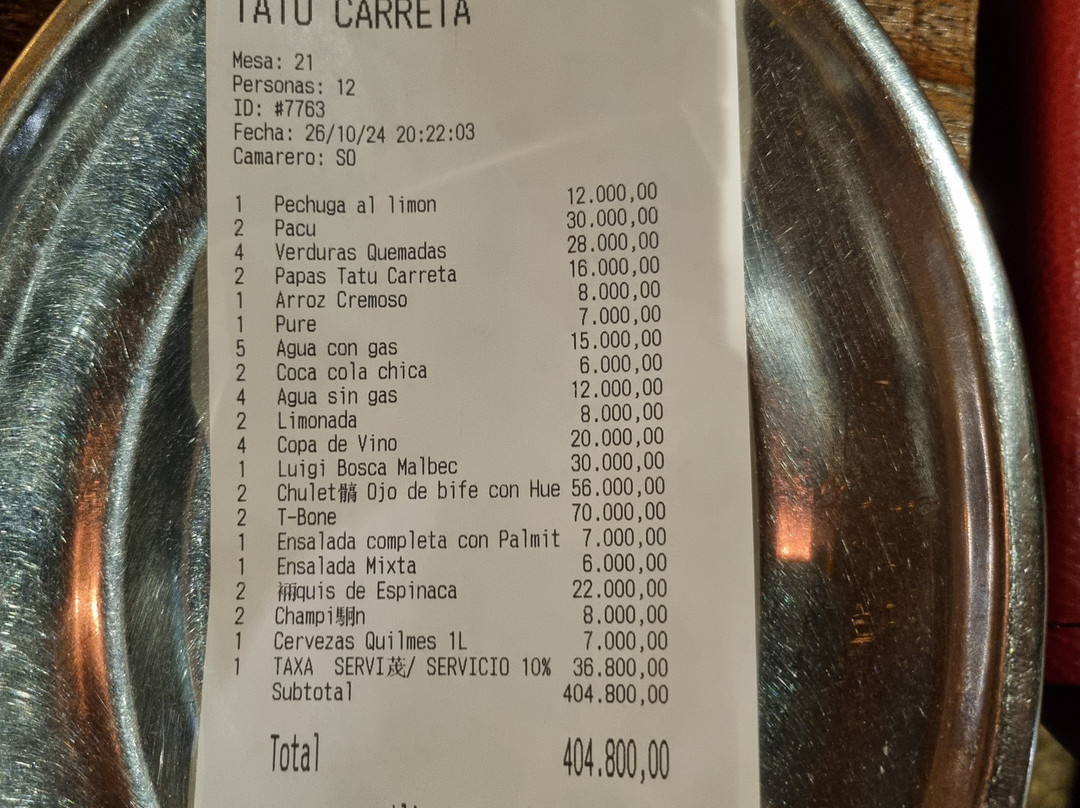 TATU CARRETA
Mesa: 21
Personas: 12
ID: #7763
Fecha: 26/10/24 20:22:03
Camarero: SO
1 Pechuga al limon 12.000,00
2 Pacu 30.000,00
4 Verduras Quemadas 28.000,00
2 Papas Tatu Carreta 16.000,00
1 Arroz Cremoso 8.000,00
1 Pure 7.000,00
5 Agua con gas 15.000,00
2 Coca cola chica 6.000,00
4 Agua sin gas 12.000,00
2 Limonada 8.000,00
4 Copa de Vino 20.000,00
1 Luigi Bosca Malbec 30.000,00
2 Chulet髇 Ojo de bife con Hue 56.000,00
2 T-Bone 70.000,00
1 Ensalada completa con Palmit 7.000,00
1 Ensalada Mixta 6.000,00
2 �兯quis de Espinaca 22.000,00
2 Champi駉n 8.000,00
1 Cervezas Quilmes 1L 7.000,00
1 TAXA SERVI茂/ SERVICIO 10% 36.800,00
Subtotal 404.800,00
Total 404.800,00